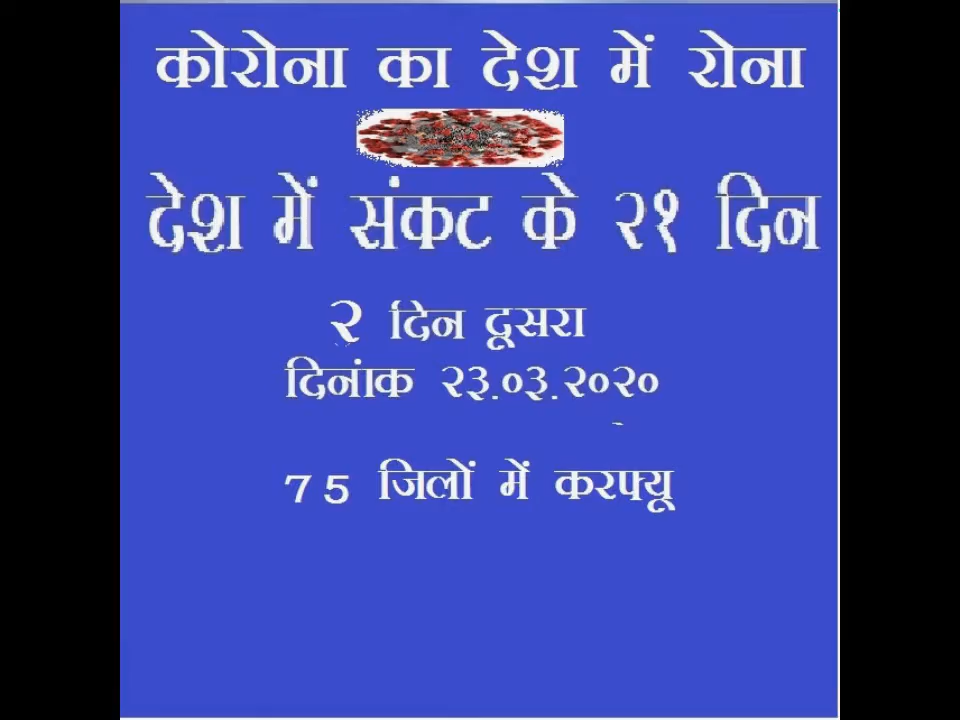 कोरोना का देश में रोना
देश में संकट के २१ दिन
२ दिन दूसरा
दिनांक २३.०३.२०२०
75 जिलों में करफ्यू